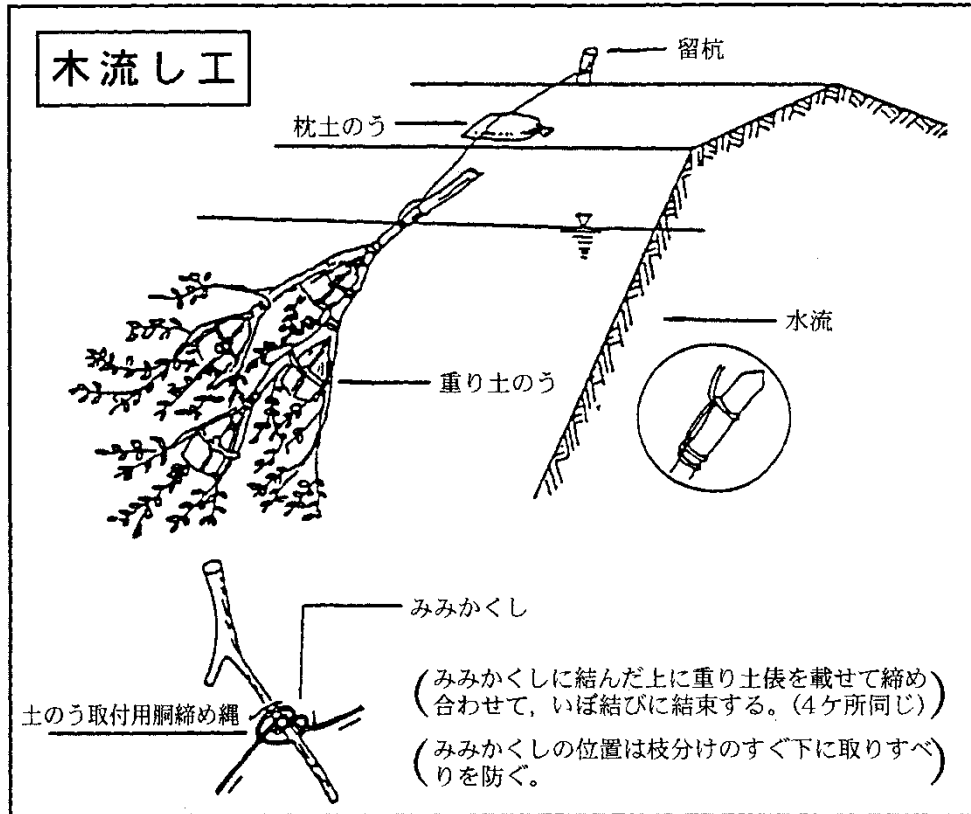 木流し工
留杭
枕土のう
水流
重り土のう
みみかくし
土のう取付用胴締め縄
(みみかくしに結んだ上に重り土俵を載せて締め
合わせて，いぼ結びに結束する。(4ケ所同じ))
(みみかくしの位置は枝分けのすぐ下に取りすべ
りを防ぐ。)